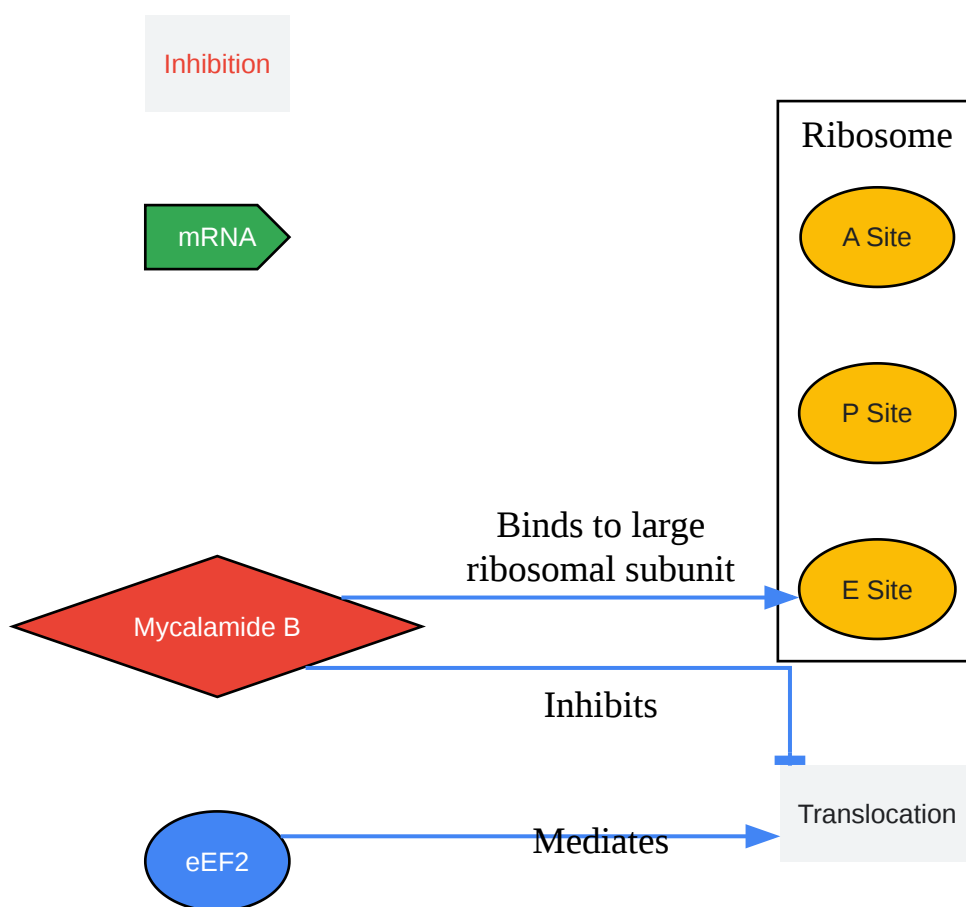 Inhibition
Ribosome
mRNA
A Site
P Site
Binds to large
ribosomal subunit
E Site
Mycalamide B
Inhibits
Translocation
Mediates
eEF2